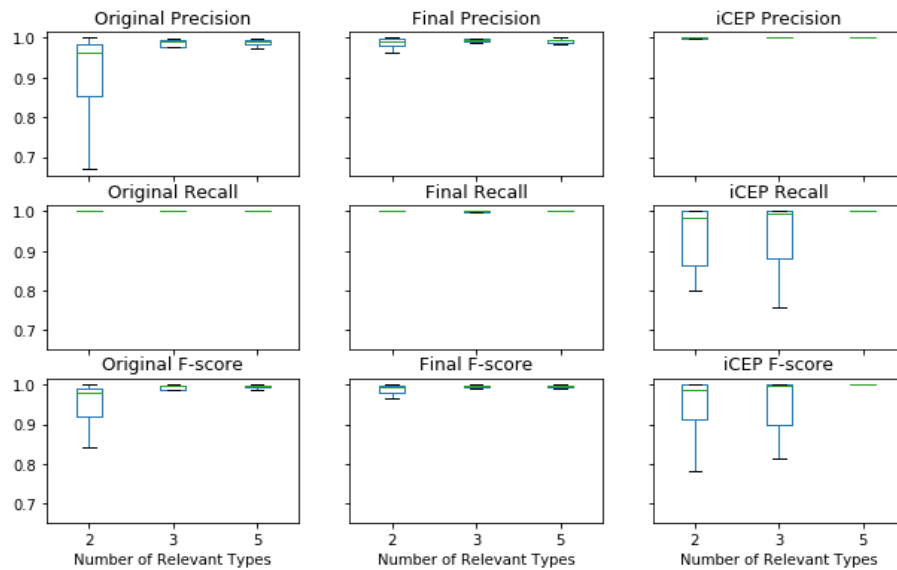 Original Precision
Final Precision
iCEP Precision
1.0
0.9
0.8
0.7
Original Recall
Final Recall
iCEP Recall
1.0
0.9
0.8
0.7
Original F-score
Final F-score
iCEP F-score
1.0
0.9
0.8
0.7
2 3 5
2 3 5
2 3 5
Number of Relevant Types
Number of Relevant Types
Number of Relevant Types